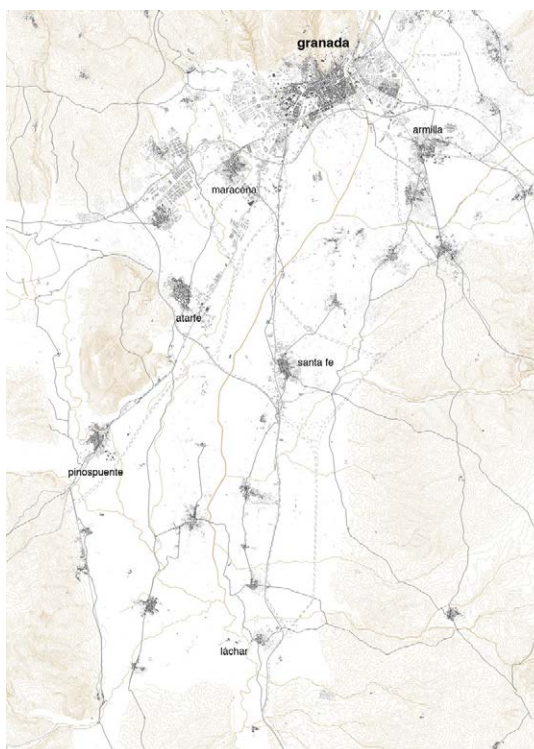 granada
armilla
maracena
atarfe
santa fe
pinospuente
láchar